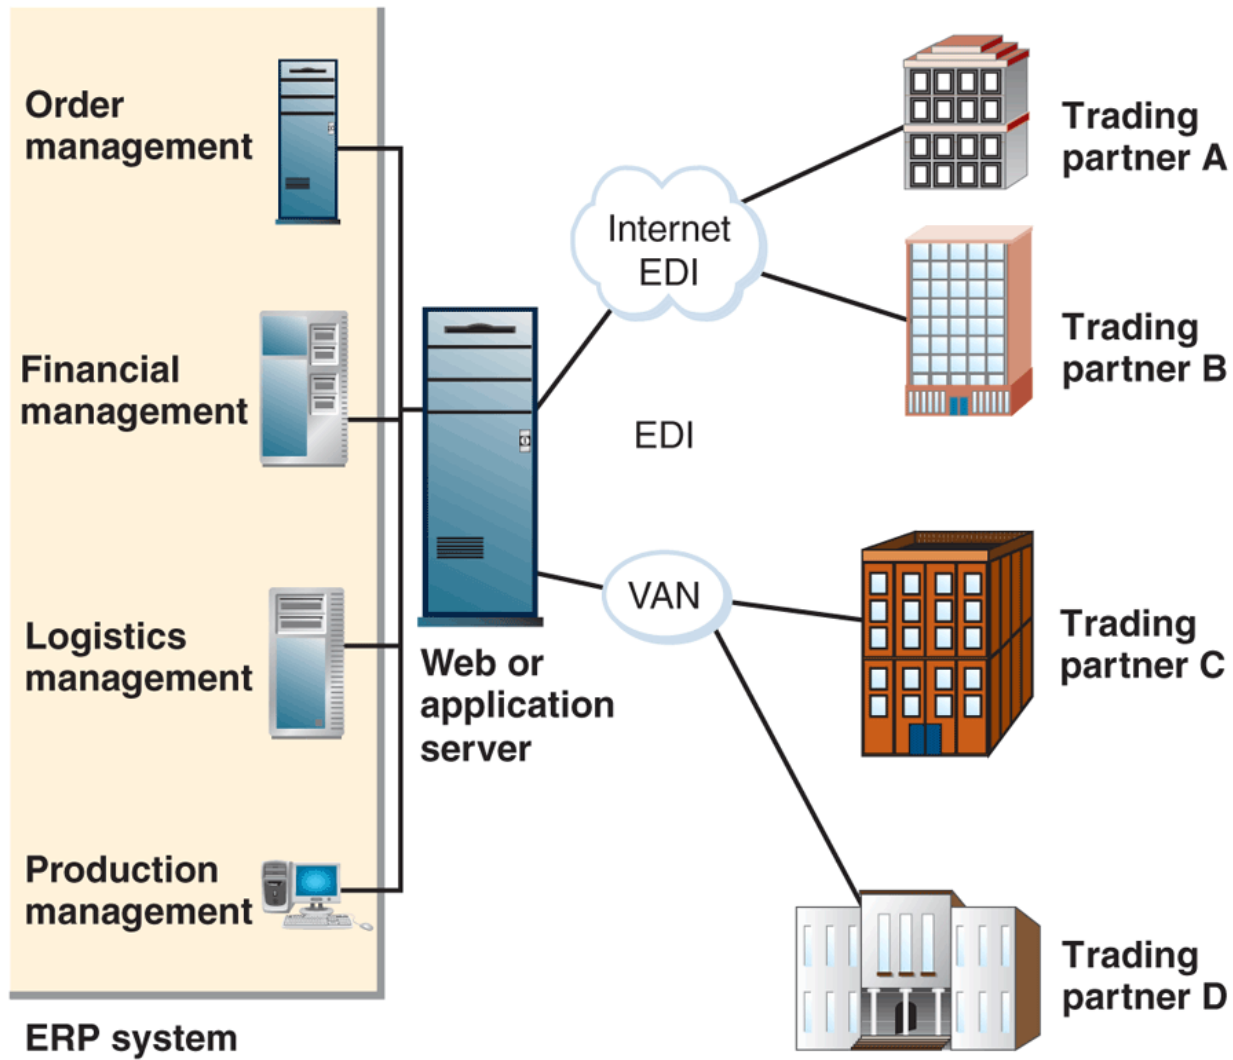 Order
management
Financial
management
Logistics
management
Production
management
ERP system
Web or
application
server
Internet
EDI
EDI
VAN
Trading
partner A
Trading
partner B
Trading
partner C
Trading
partner D